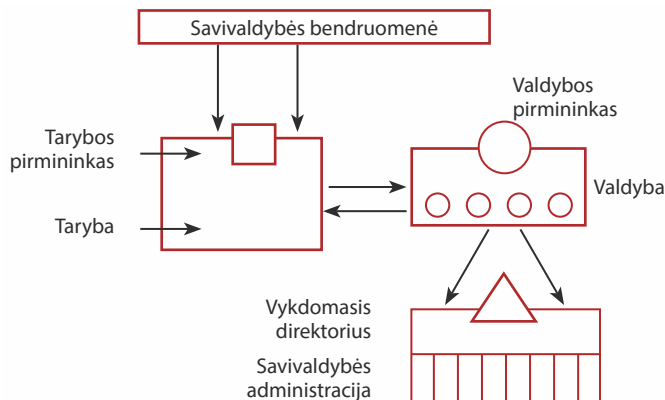 Savivaldybės bendruomenė
Valdybos
pirmininkas
Tarybos
pirmininkas
Valdyba
Taryba
Vykdomasis
direktorius
Savivaldybės
administracija